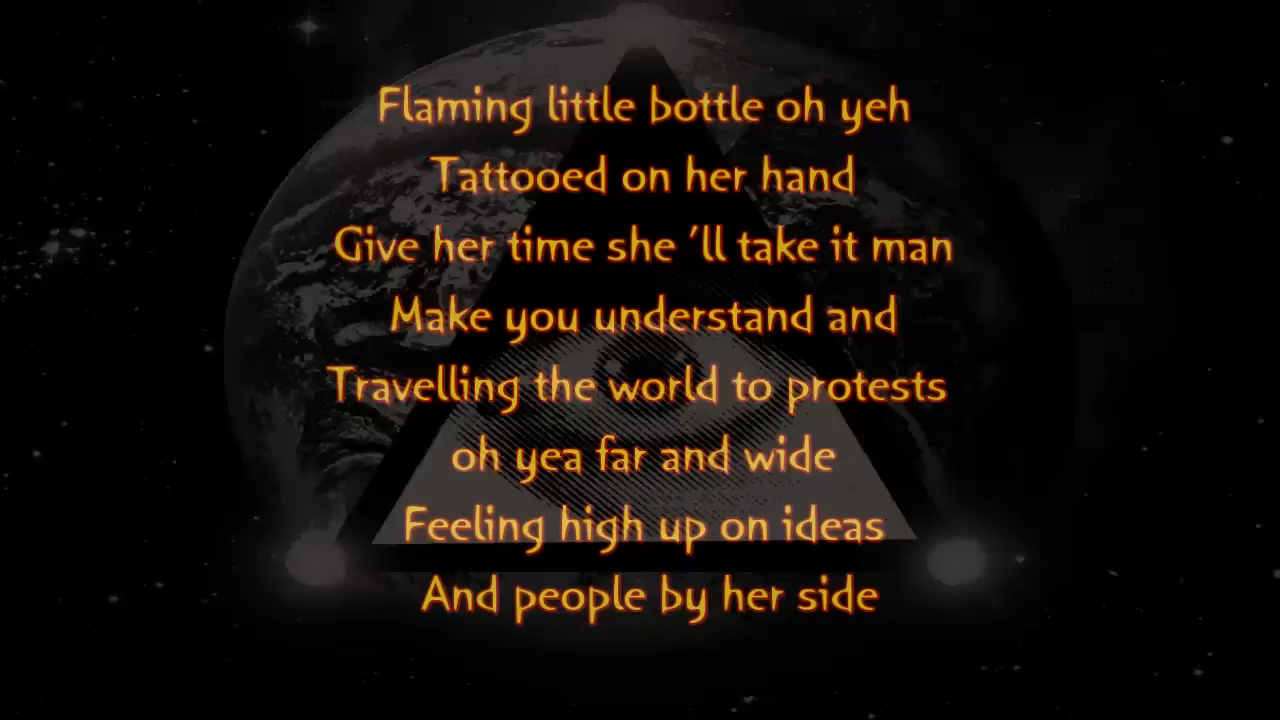 Flaming little bottle oh yeh
Tattooed on her hand
Give her time she 'll take it man
Make you understand and
Travelling the world to protests
oh yea far and wide
Feeling high up on ideas
And people by her side